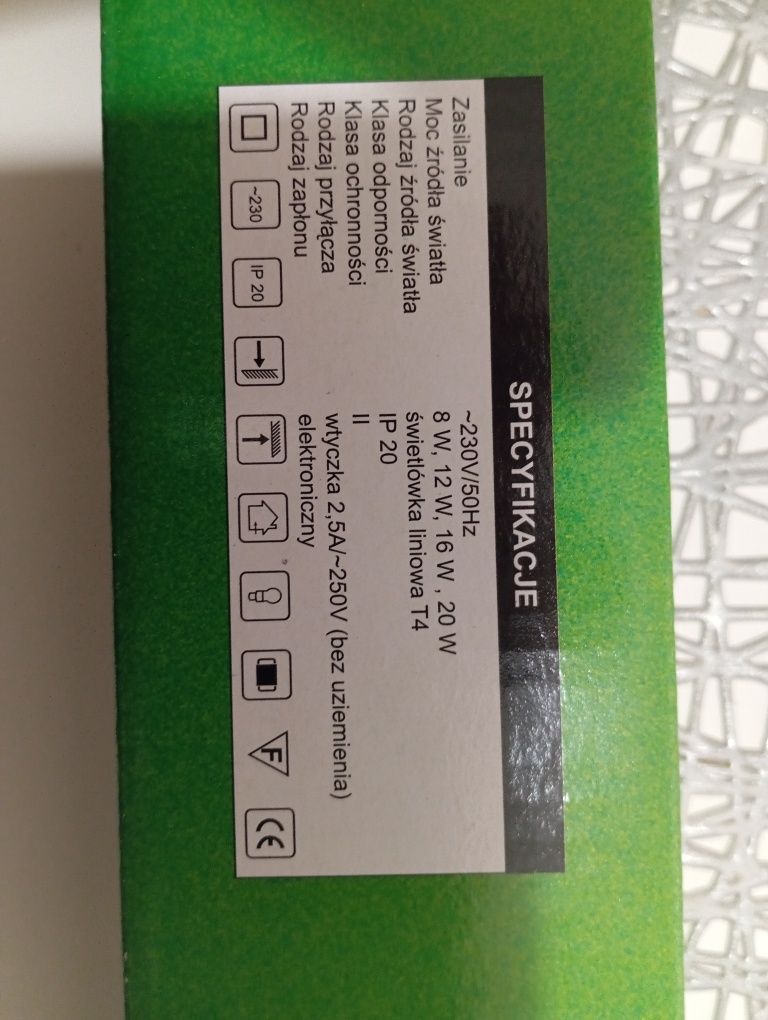 SPECYFIKACJE
Zasilanie ~230V/50Hz
Moc źródła światła 8 W, 12 W, 16 W , 20 W
Rodzaj źródła światła świetlówka liniowa T4
Klasa odporności IP 20
Klasa ochronności II
Rodzaj przyłącza wtyczka 2,5A/~250V (bez uziemienia)
Rodzaj zapłonu elektroniczny
~230 IP 20 F CE